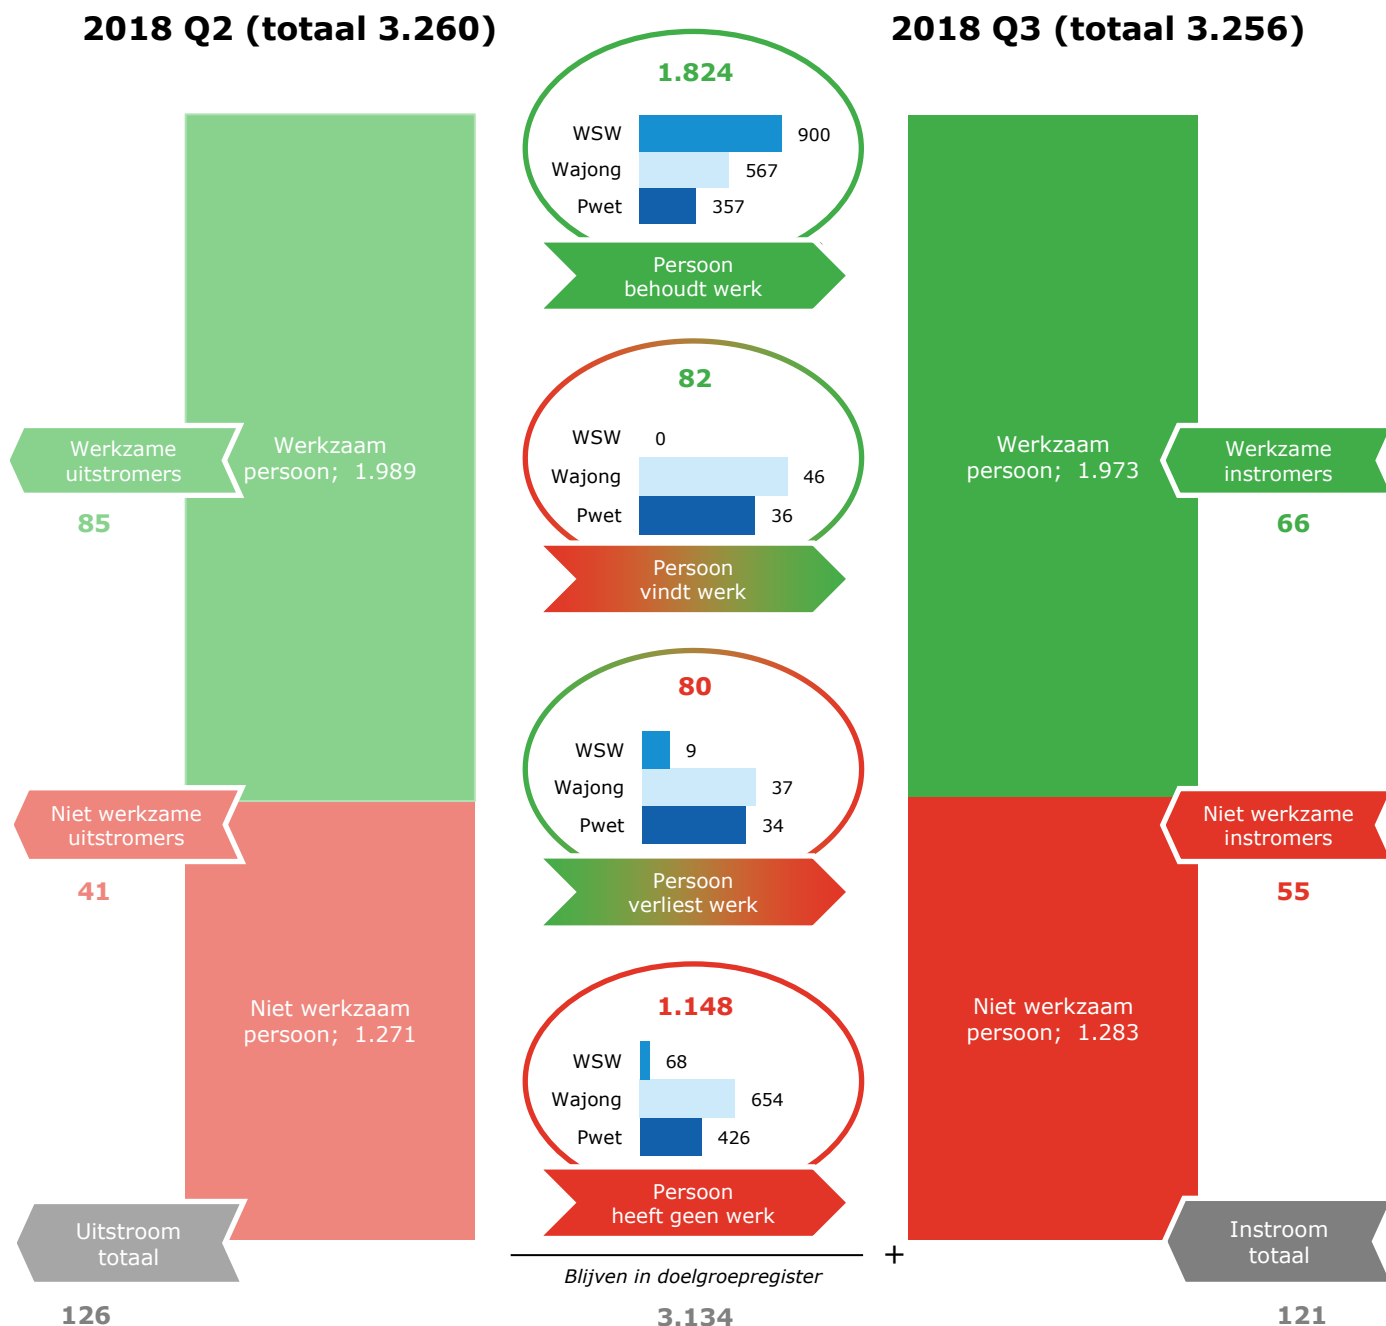 2018 Q2 (totaal 3.260)
2018 Q3 (totaal 3.256)
1.824
WSW 900
Wajong 567
Pwet 357
Persoon
behoudt werk
82
WSW 0
Wajong 46
Pwet 36
Persoon
vindt werk
Werkzame
uitstromers
85
Werkzaam
persoon; 1.989
Werkzaam
persoon; 1.973
Werkzame
instromers
66
80
WSW 9
Wajong 37
Pwet 34
Persoon
verliest werk
Niet werkzame
uitstromers
41
Niet werkzame
instromers
55
Niet werkzaam
persoon; 1.271
1.148
WSW 68
Wajong 654
Pwet 426
Persoon
heeft geen werk
Niet werkzaam
persoon; 1.283
Uitstroom
totaal
126
+
Blijven in doelgroepregister
3.134
Instroom
totaal
121